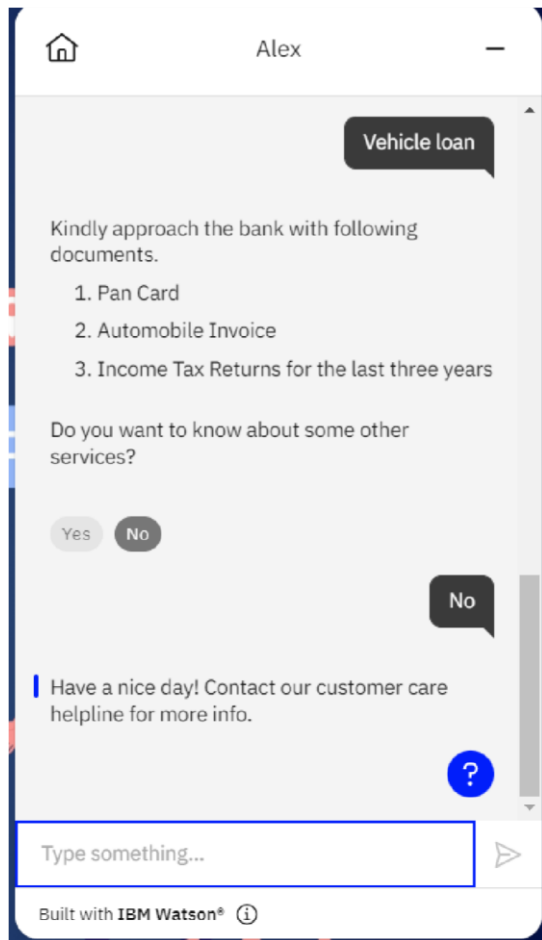 Alex
Vehicle loan
Kindly approach the bank with following
documents.
1. Pan Card
2. Automobile Invoice
3. Income Tax Returns for the last three years
Do you want to know about some other
services?
Yes No
No
Have a nice day! Contact our customer care
helpline for more info.
?
Type something...
Built with IBM Watson®